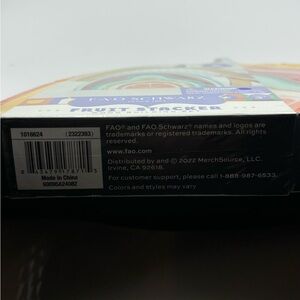 FAO SCHWARZ
FRUIT STACKER
1016624 (2322393)
Made in China
FAO® and FAO Schwarz® names and logos are
trademarks or registered trademarks. All rights
reserved.
www.fao.com
Distributed by and © 2022 MerchSource, LLC.
Irvine, CA 92618.
For customer support, please call 1-888-987-6533.
Colors and styles may vary